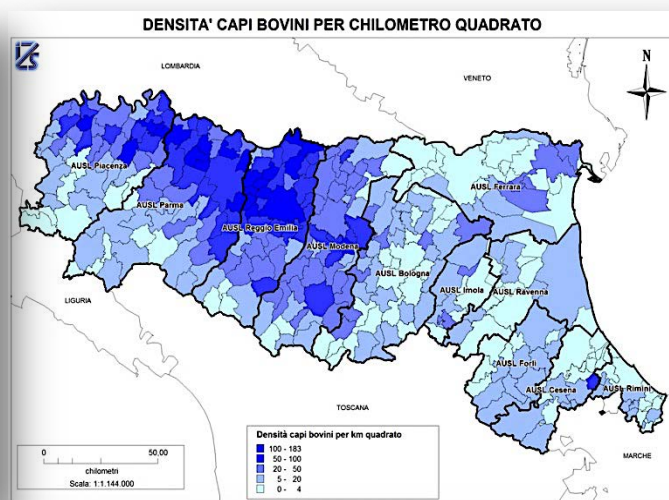 DENSITA' CAPI BOVINI PER CHILOMETRO QUADRATO
IZS
LOMBARDIA
VENETO
N
AUSL Piacenza
AUSL Parma
AUSL Reggio Emilia
AUSL Modena
AUSL Bologna
AUSL Ferrara
AUSL Imola
AUSL Ravenna
LIGURIA
AUSL Forlì
AUSL Cesena
AUSL Rimini
TOSCANA
MARCHE
0 50,00
chilometri
Scala: 1:1.144.000
Densità capi bovini per km quadrato
100 - 183
50 - 100
20 - 50
5 - 20
0 - 4